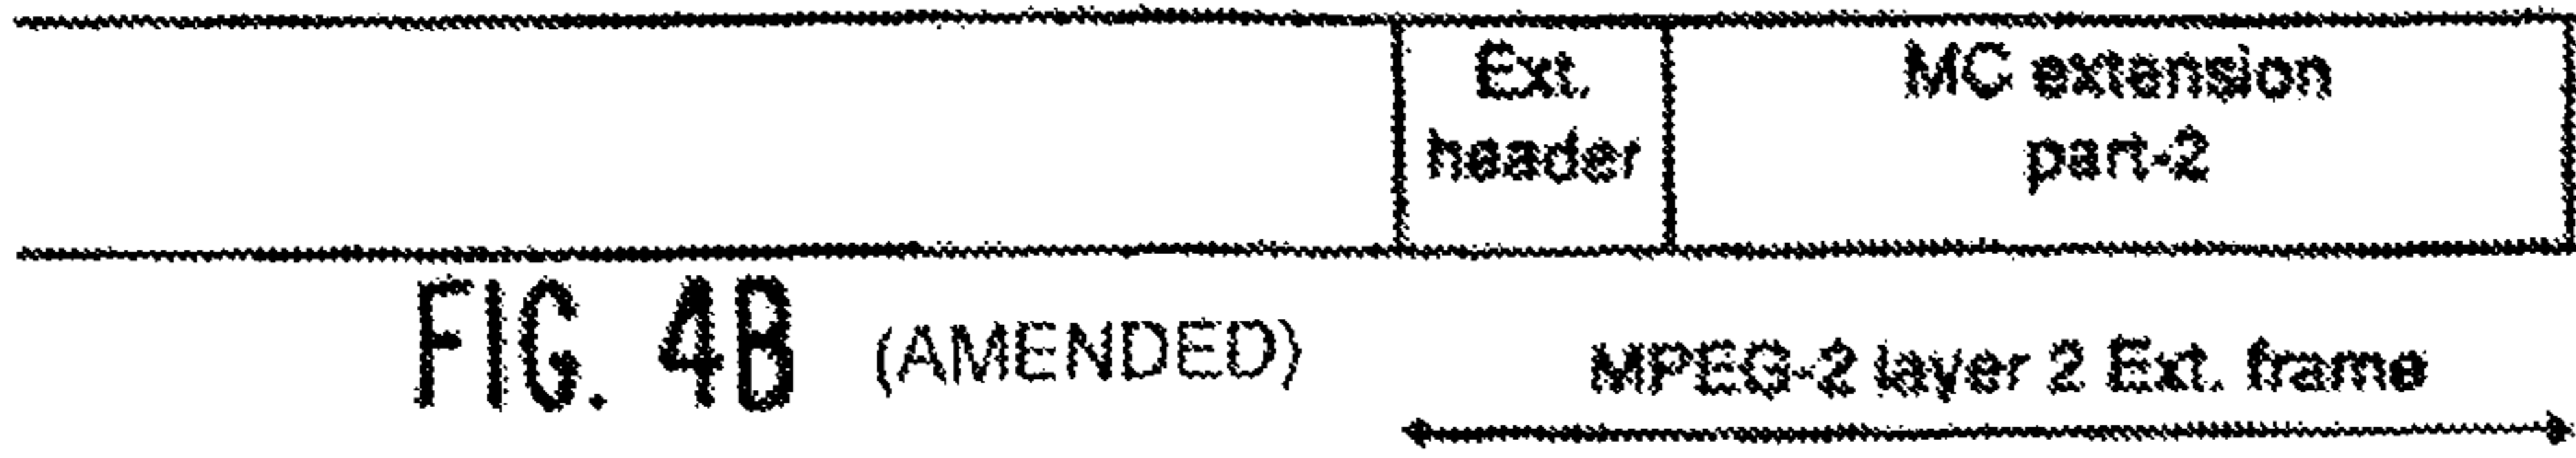 Ext.
header
MC extension
part-2
FIG. 4B (AMENDED)
MPEG-2 layer 2 Ext. frame